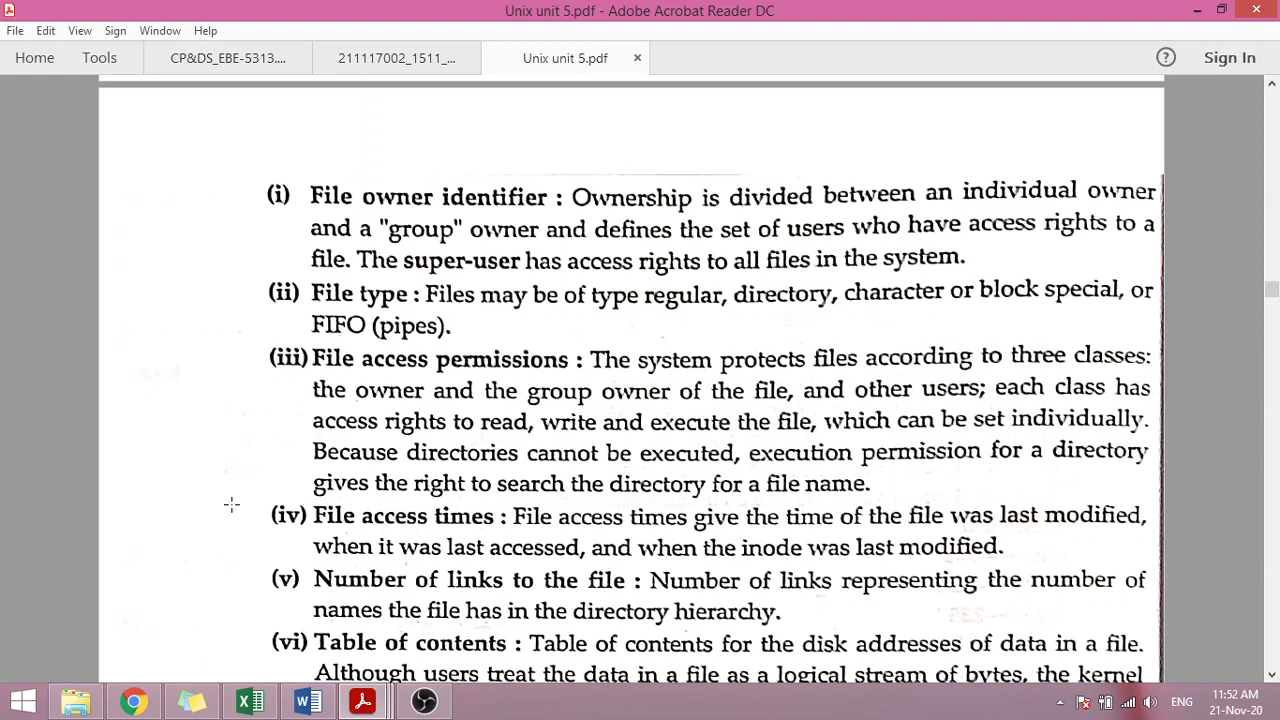 Unix unit 5.pdf - Adobe Acrobat Reader DC
File Edit View Sign Window Help
Home Tools CP&DS_EBE-5313.... 211117002_1511_... Unix unit 5.pdf × ? Sign In
(i) File owner identifier : Ownership is divided between an individual owner
and a "group" owner and defines the set of users who have access rights to a
file. The super-user has access rights to all files in the system.
(ii) File type : Files may be of type regular, directory, character or block special, or
FIFO (pipes).
(iii) File access permissions : The system protects files according to three classes:
the owner and the group owner of the file, and other users; each class has
access rights to read, write and execute the file, which can be set individually.
Because directories cannot be executed, execution permission for a directory
gives the right to search the directory for a file name.
(iv) File access times : File access times give the time of the file was last modified,
when it was last accessed, and when the inode was last modified.
(v) Number of links to the file : Number of links representing the number of
names the file has in the directory hierarchy.
(vi) Table of contents : Table of contents for the disk addresses of data in a file.
Although users treat the data in a file as a logical stream of bytes, the kernel
ENG 11:52 AM
21-Nov-20